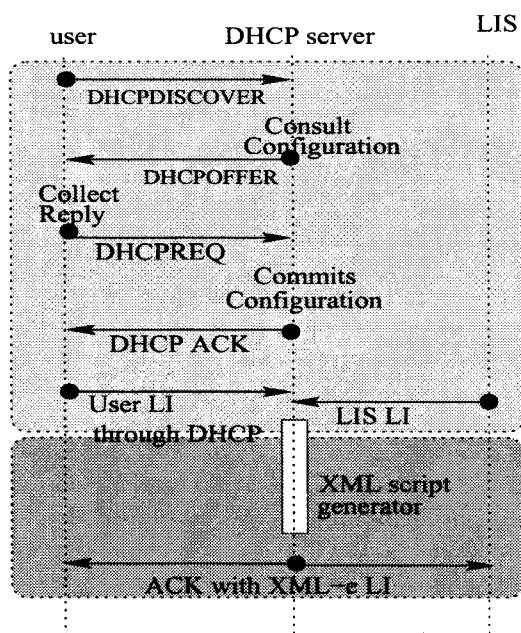 user
DHCP server
LIS
DHCPDISCOVER
Consult
Configuration
DHCPOFFER
Collect
Reply
DHCPREQ
Commits
Configuration
DHCP ACK
User LI
through DHCP
LIS LI
XML script
generator
ACK with XML-e LI